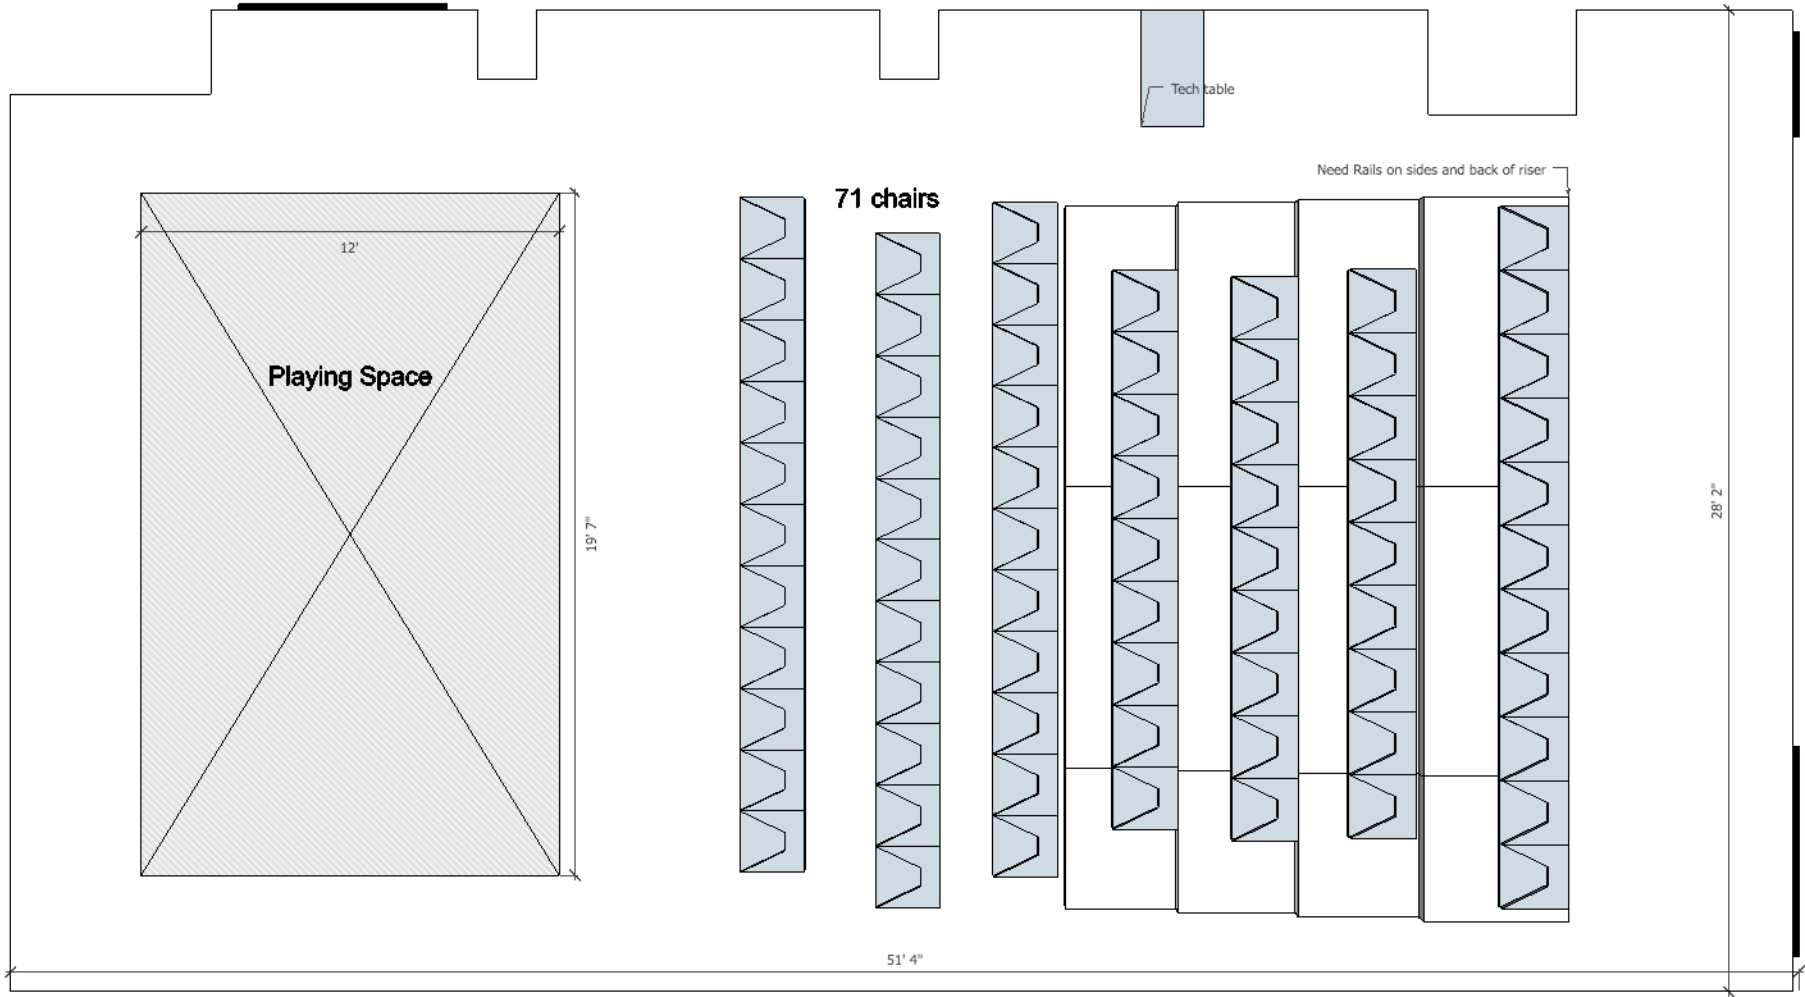 Tech table
Need Rails on sides and back of riser
71 chairs
12'
Playing Space
19' 7"
28' 2"
51' 4"